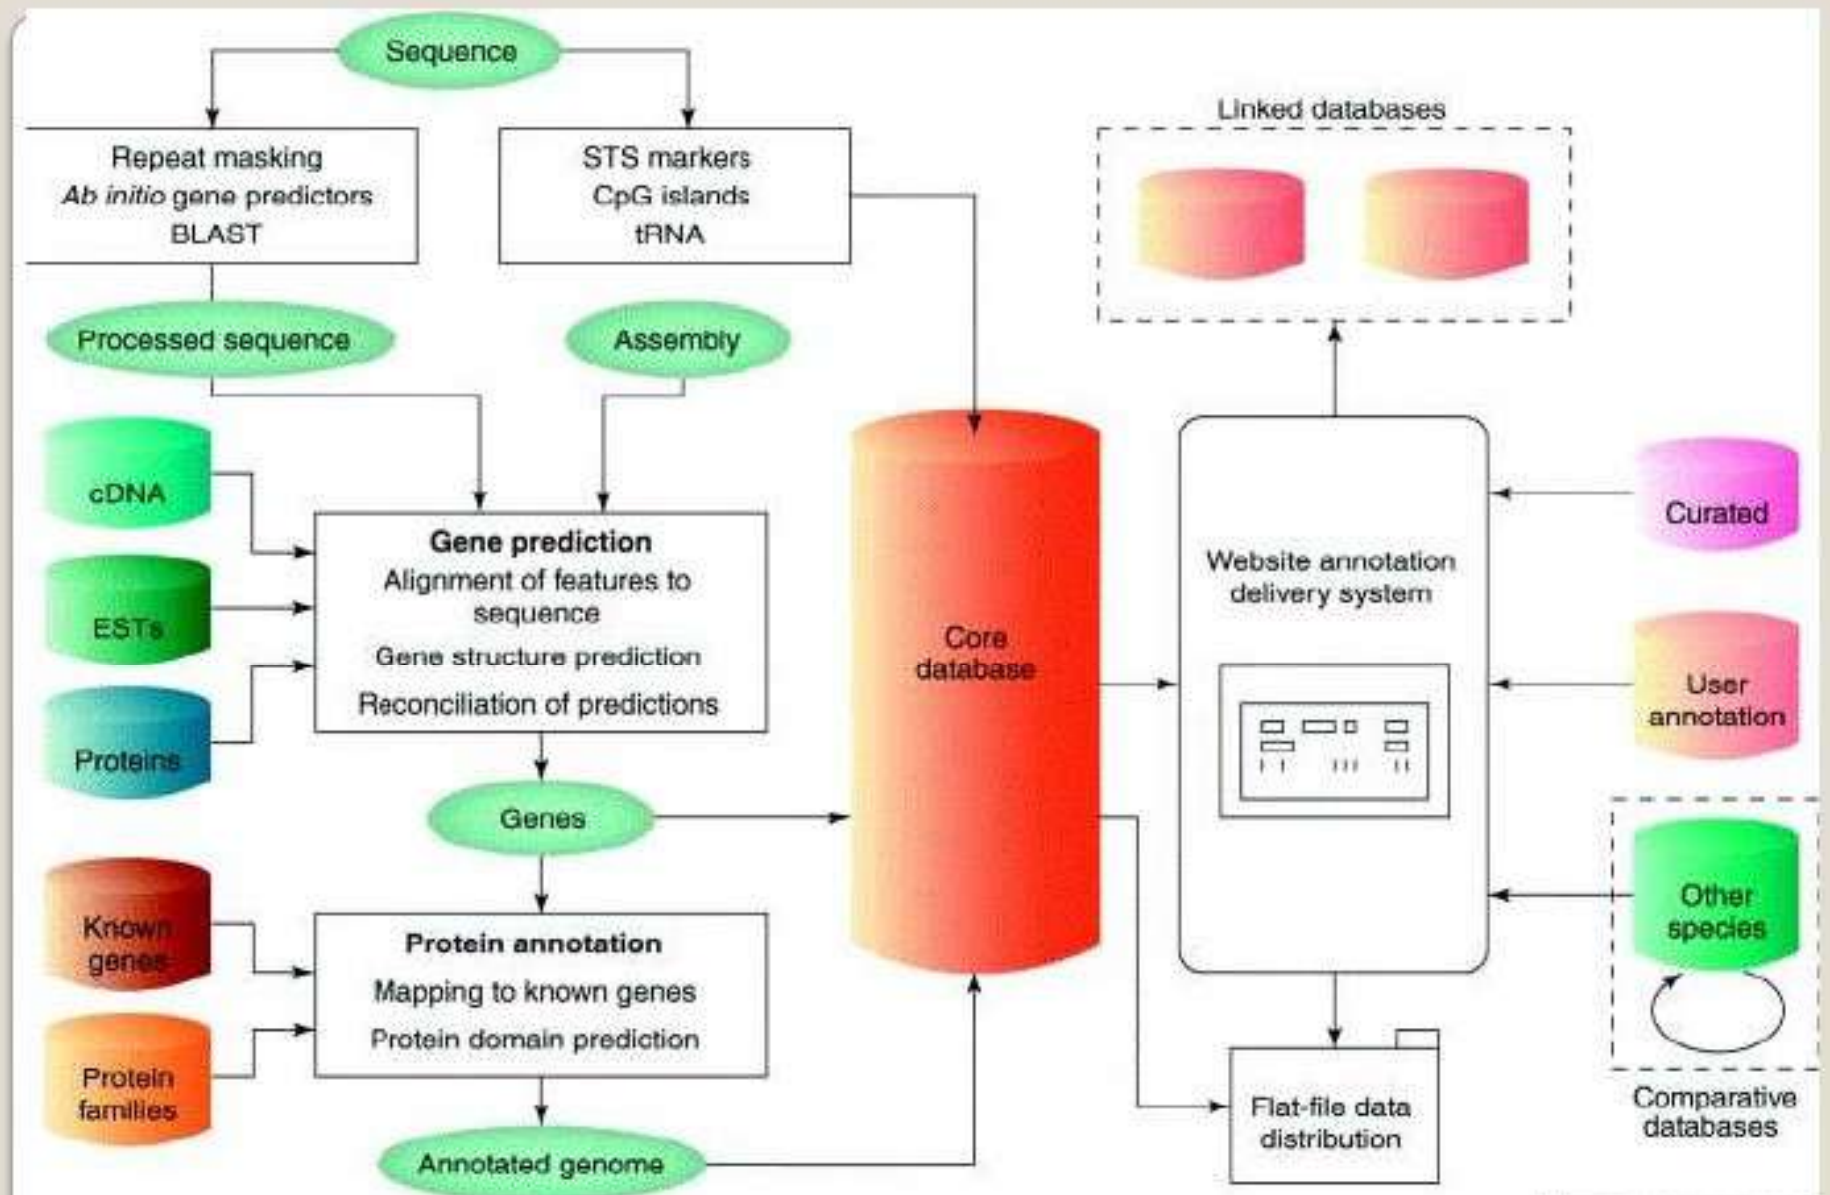 Sequence
Repeat masking
Ab initio gene predictors
BLAST
STS markers
CpG islands
tRNA
Linked databases
Processed sequence
Assembly
cDNA
ESTs
Proteins
Gene prediction
Alignment of features to
sequence
Gene structure prediction
Reconciliation of predictions
Genes
Known
genes
Protein
families
Protein annotation
Mapping to known genes
Protein domain prediction
Annotated genome
Core
database
Website annotation
delivery system
Curated
User
annotation
Other
species
Comparative
databases
Flat-file data
distribution